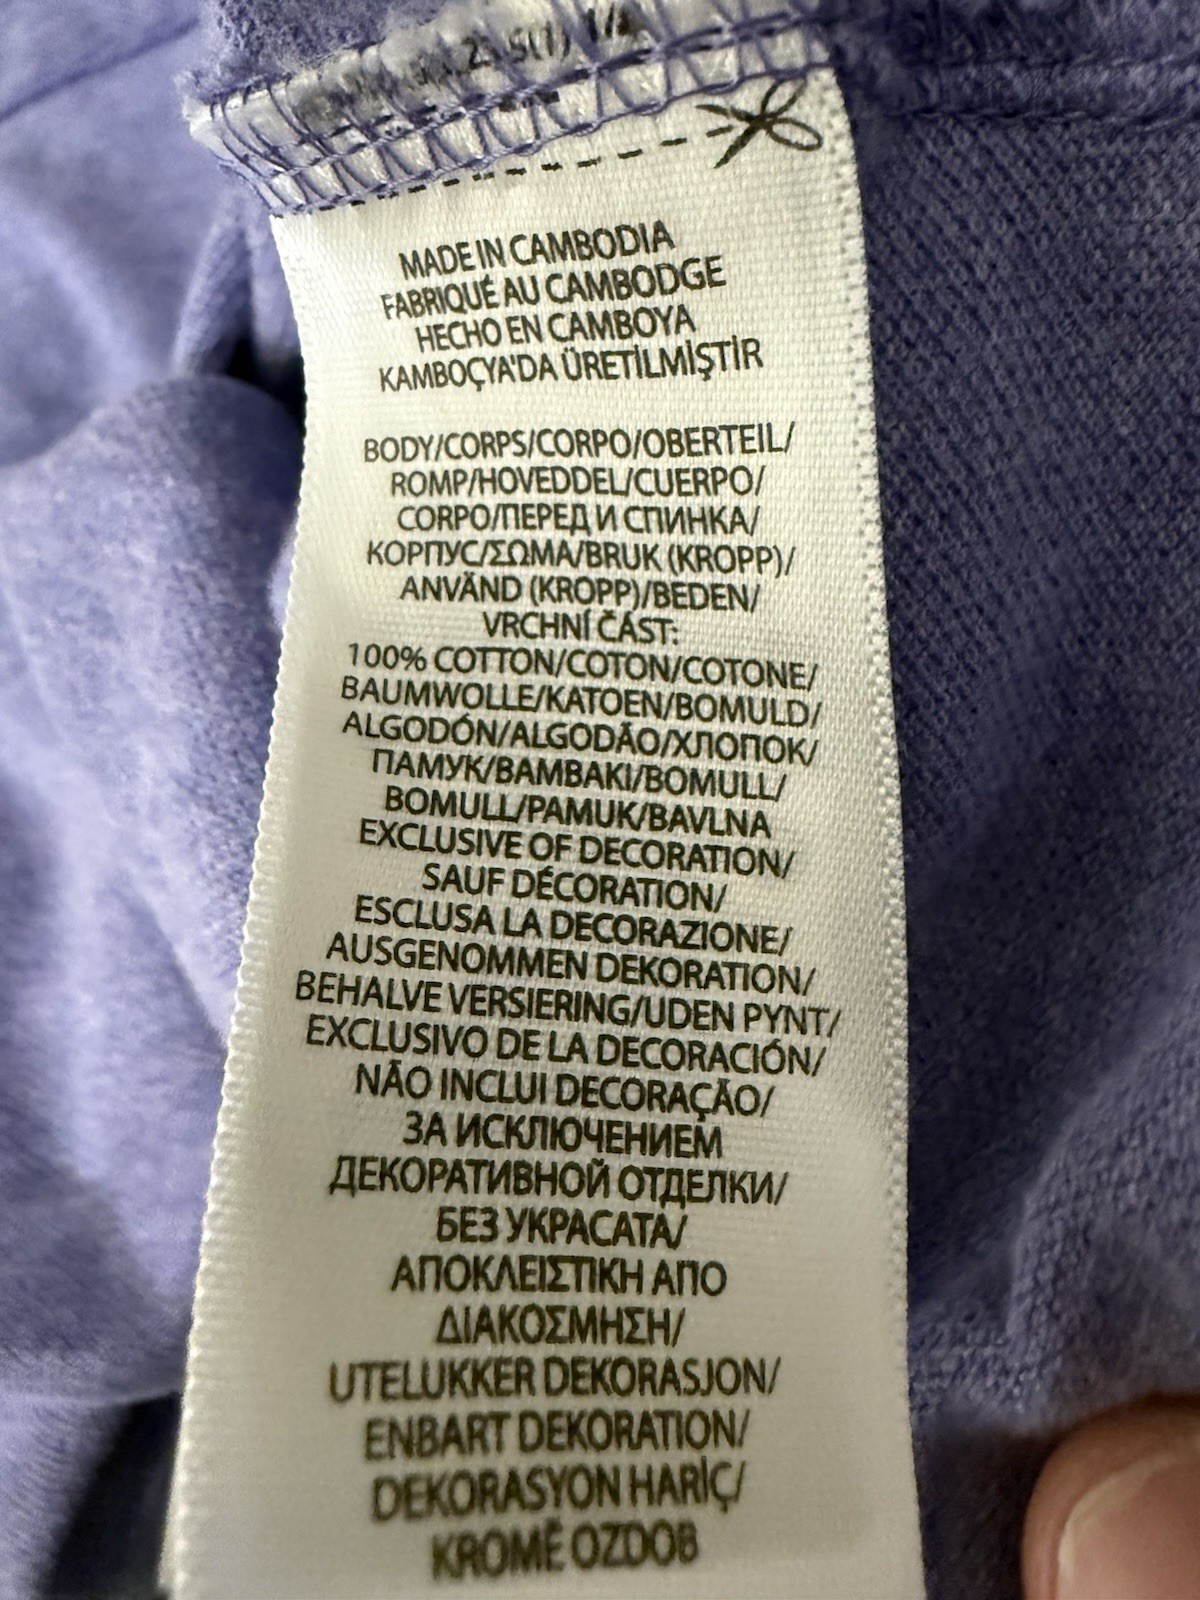 MADE IN CAMBODIA
FABRIQUÉ AU CAMBODGE
HECHO EN CAMBOYA
KAMBOÇYA'DA ÜRETİLMİŞTİR
BODY/CORPS/CORPO/OBERTEIL/
ROMP/HOVEDDEL/CUERPO/
CORPO/ПЕРЕД И СПИНКА/
КОРПУС/ΣΩΜΑ/BRUK (KROPP)/
ANVÄND (KROPP)/BEDEN/
VRCHNÍ ČÁST:
100% COTTON/COTON/COTONE/
BAUMWOLLE/KATOEN/BOMULD/
ALGODÓN/ALGODÃO/ХЛОПОК/
ПАМУК/BAMBAKI/BOMULL/
BOMULL/PAMUK/BAVLNA
EXCLUSIVE OF DECORATION/
SAUF DÉCORATION/
ESCLUSA LA DECORAZIONE/
AUSGENOMMEN DEKORATION/
BEHALVE VERSIERING/UDEN PYNT/
EXCLUSIVO DE LA DECORACIÓN/
NÃO INCLUI DECORAÇÃO/
ЗА ИСКЛЮЧЕНИЕМ
ДЕКОРАТИВНОЙ ОТДЕЛКИ/
БЕЗ УКРАСАТА/
ΑΠΟΚΛΕΙΣΤΙΚΗ ΑΠΟ
ΔΙΑΚΟΣΜΗΣΗ/
UTELUKKER DEKORASJON/
ENBART DEKORATION/
DEKORASYON HARİÇ/
KROMĚ OZDOB